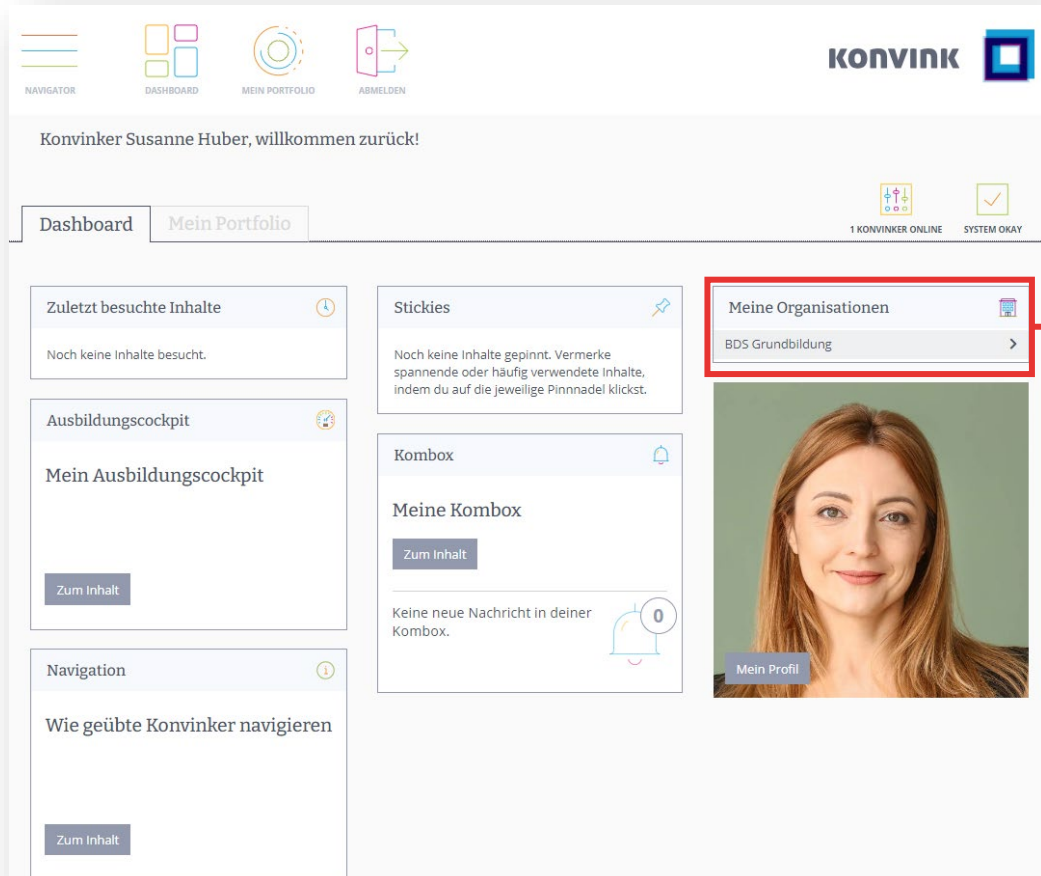 NAVIGATOR
DASHBOARD
MEIN PORTFOLIO
ABMELDEN
KONVINK
Konvinker Susanne Huber, willkommen zurück!
Dashboard
Mein Portfolio
1 KONVINKER ONLINE
SYSTEM OKAY
Zuletzt besuchte Inhalte
Noch keine Inhalte besucht.
Ausbildungscockpit
Mein Ausbildungscockpit
Zum Inhalt
Navigation
Wie geübte Konvinker navigieren
Zum Inhalt
Stickies
Noch keine Inhalte gepinnt. Vermerke
spannende oder häufig verwendete Inhalte,
indem du auf die jeweilige Pinnnadel klickst.
Kombox
Meine Kombox
Zum Inhalt
Keine neue Nachricht in deiner
Kombox.
0
Meine Organisationen
BDS Grundbildung
Mein Profil